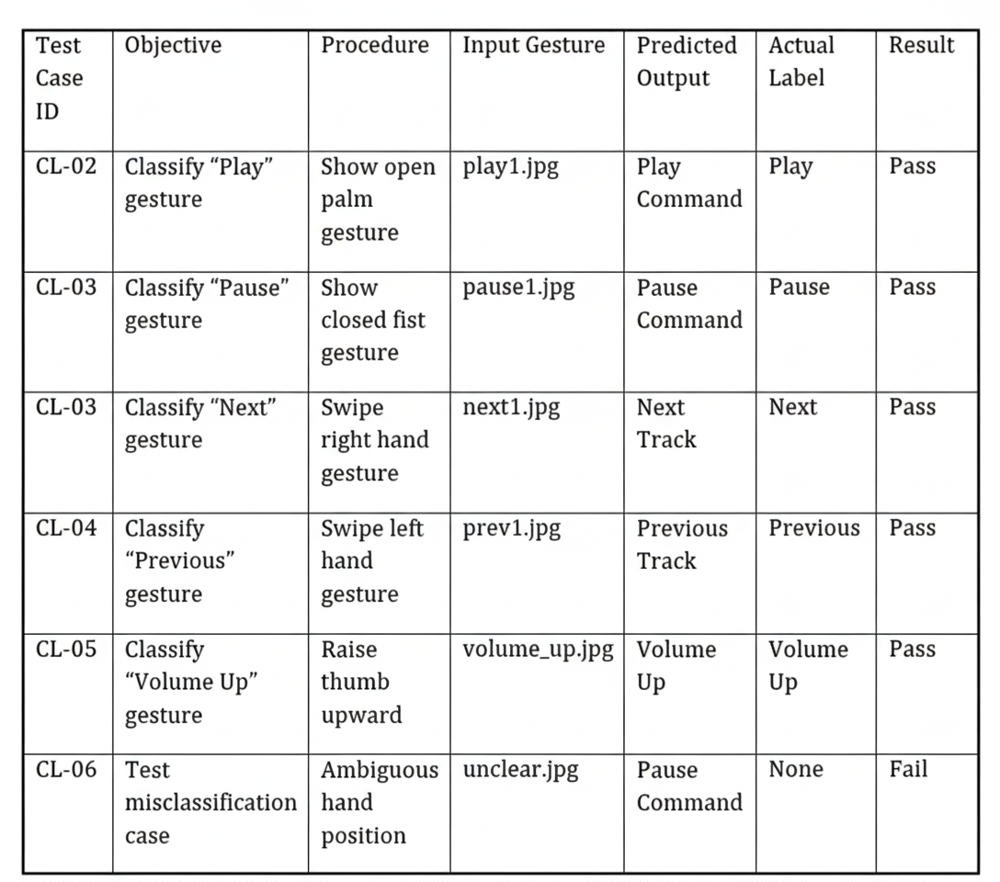 Test Case ID | Objective | Procedure | Input Gesture | Predicted Output | Actual Label | Result
CL-02 | Classify “Play” gesture | Show open palm gesture | play1.jpg | Play Command | Play | Pass
CL-03 | Classify “Pause” gesture | Show closed fist gesture | pause1.jpg | Pause Command | Pause | Pass
CL-03 | Classify “Next” gesture | Swipe right hand gesture | next1.jpg | Next Track | Next | Pass
CL-04 | Classify “Previous” gesture | Swipe left hand gesture | prev1.jpg | Previous Track | Previous | Pass
CL-05 | Classify “Volume Up” gesture | Raise thumb upward | volume_up.jpg | Volume Up | Volume Up | Pass
CL-06 | Test misclassification case | Ambiguous hand position | unclear.jpg | Pause Command | None | Fail